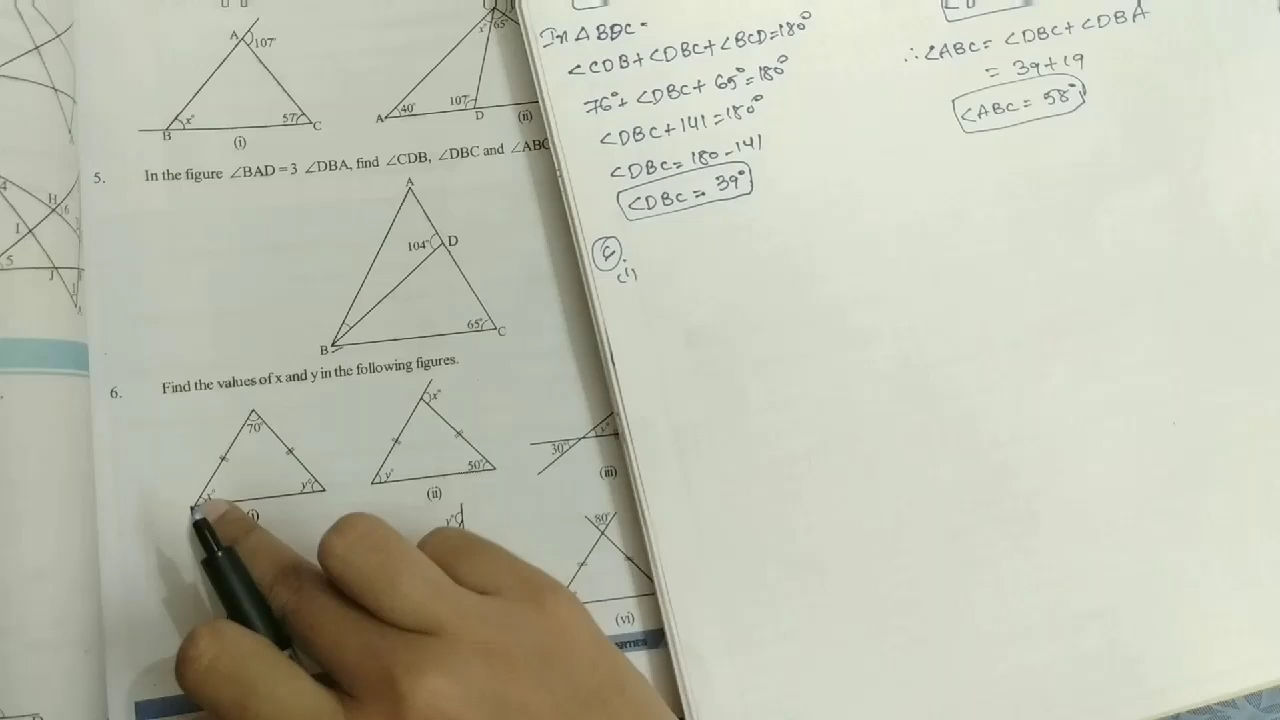 A
107°
x°
57°
B
C
(i)
x°
65°
40°
107°
A
D
(ii)
5. In the figure ∠BAD = 3 ∠DBA, find ∠CDB, ∠DBC and ∠ABC
A
104°
D
65°
B
C
6. Find the values of x and y in the following figures.
70°
x°
y°
(i)
x°
y°
50°
(ii)
30°
x°
(iii)
y°
80°
(vi)
H
6
I
5
J
In ΔBDC -
∠CDB + ∠DBC + ∠BCD = 180°
76° + ∠DBC + 65° = 180°
∠DBC + 141 = 180°
∠DBC = 180 - 141
∠DBC = 39°
6.
(i)
∴ ∠ABC = ∠DBC + ∠DBA
= 39 + 19
∠ABC = 58°